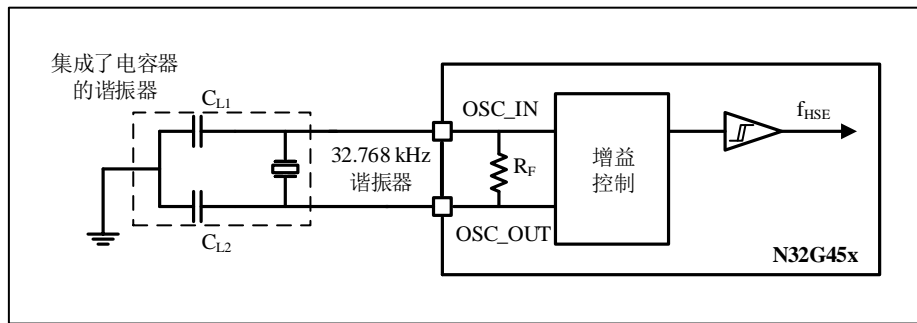 集成了电容器
的谐振器
C_L1
OSC_IN
f_HSE
32.768 kHz
谐振器
R_F
增益
控制
OSC_OUT
C_L2
N32G45x